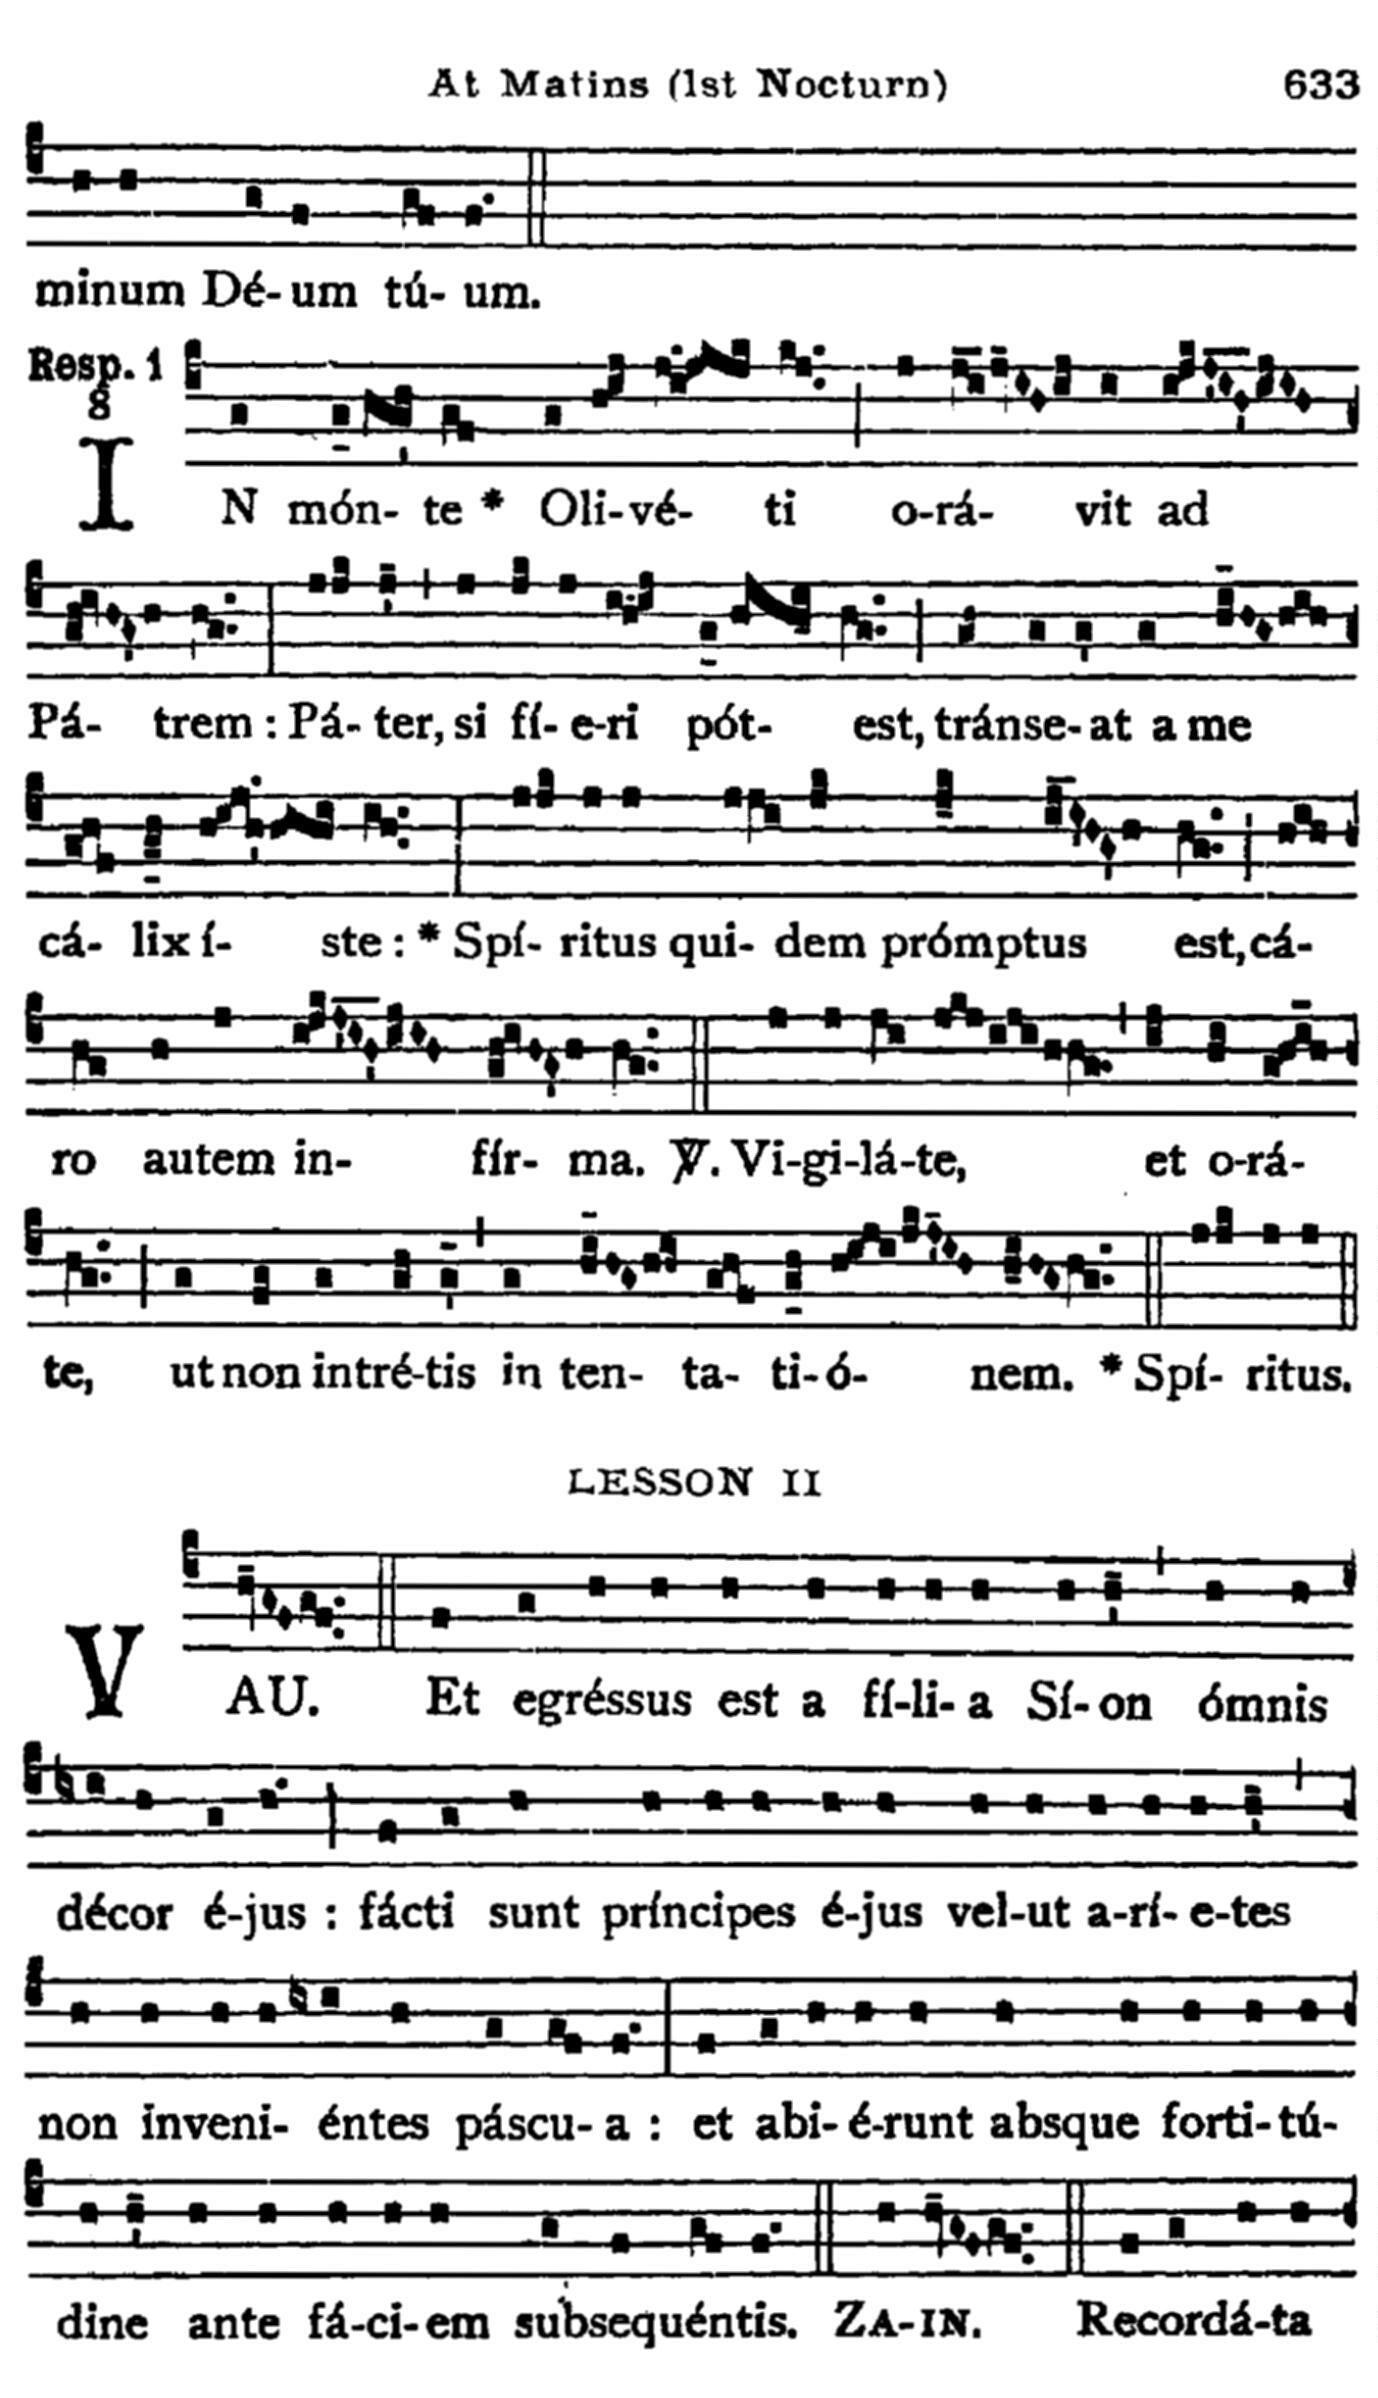 At Matins (1st Nocturn) 633
minum Dé-um tú-um.
Resp. 1
8
IN món-te * Oli-vé-ti o-rá-vit ad
Pá-trem : Pá-ter, si fí-e-ri pót-est, tránse-at a me
cá-lix í-ste : * Spí-ritus qui-dem prómptus est, cá-
ro autem in-fír-ma. ℣. Vi-gi-lá-te, et o-rá-
te, ut non intré-tis in ten-ta-ti-ó-nem. * Spí-ritus.
LESSON II
VAU. Et egréssus est a fí-li-a Sí-on ómnis
décor é-jus : fácti sunt príncipes é-jus vel-ut a-rí-e-tes
non inveni-éntes páscu-a : et abi-é-runt absque forti-tú-
dine ante fá-ci-em subsequéntis. ZA-IN. Recordá-ta